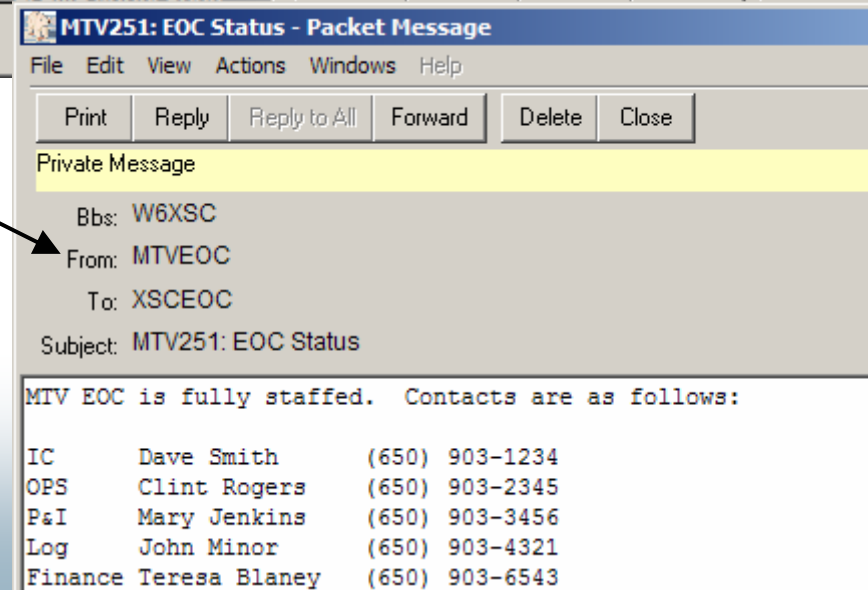 MTV251: EOC Status - Packet Message
File Edit View Actions Windows Help
Print Reply Reply to All Forward Delete Close
Private Message
Bbs: W6XSC
From: MTVEOC
To: XSCEOC
Subject: MTV251: EOC Status
MTV EOC is fully staffed.  Contacts are as follows:
IC      Dave Smith      (650) 903-1234
OPS     Clint Rogers    (650) 903-2345
P&I     Mary Jenkins    (650) 903-3456
Log     John Minor      (650) 903-4321
Finance Teresa Blaney   (650) 903-6543